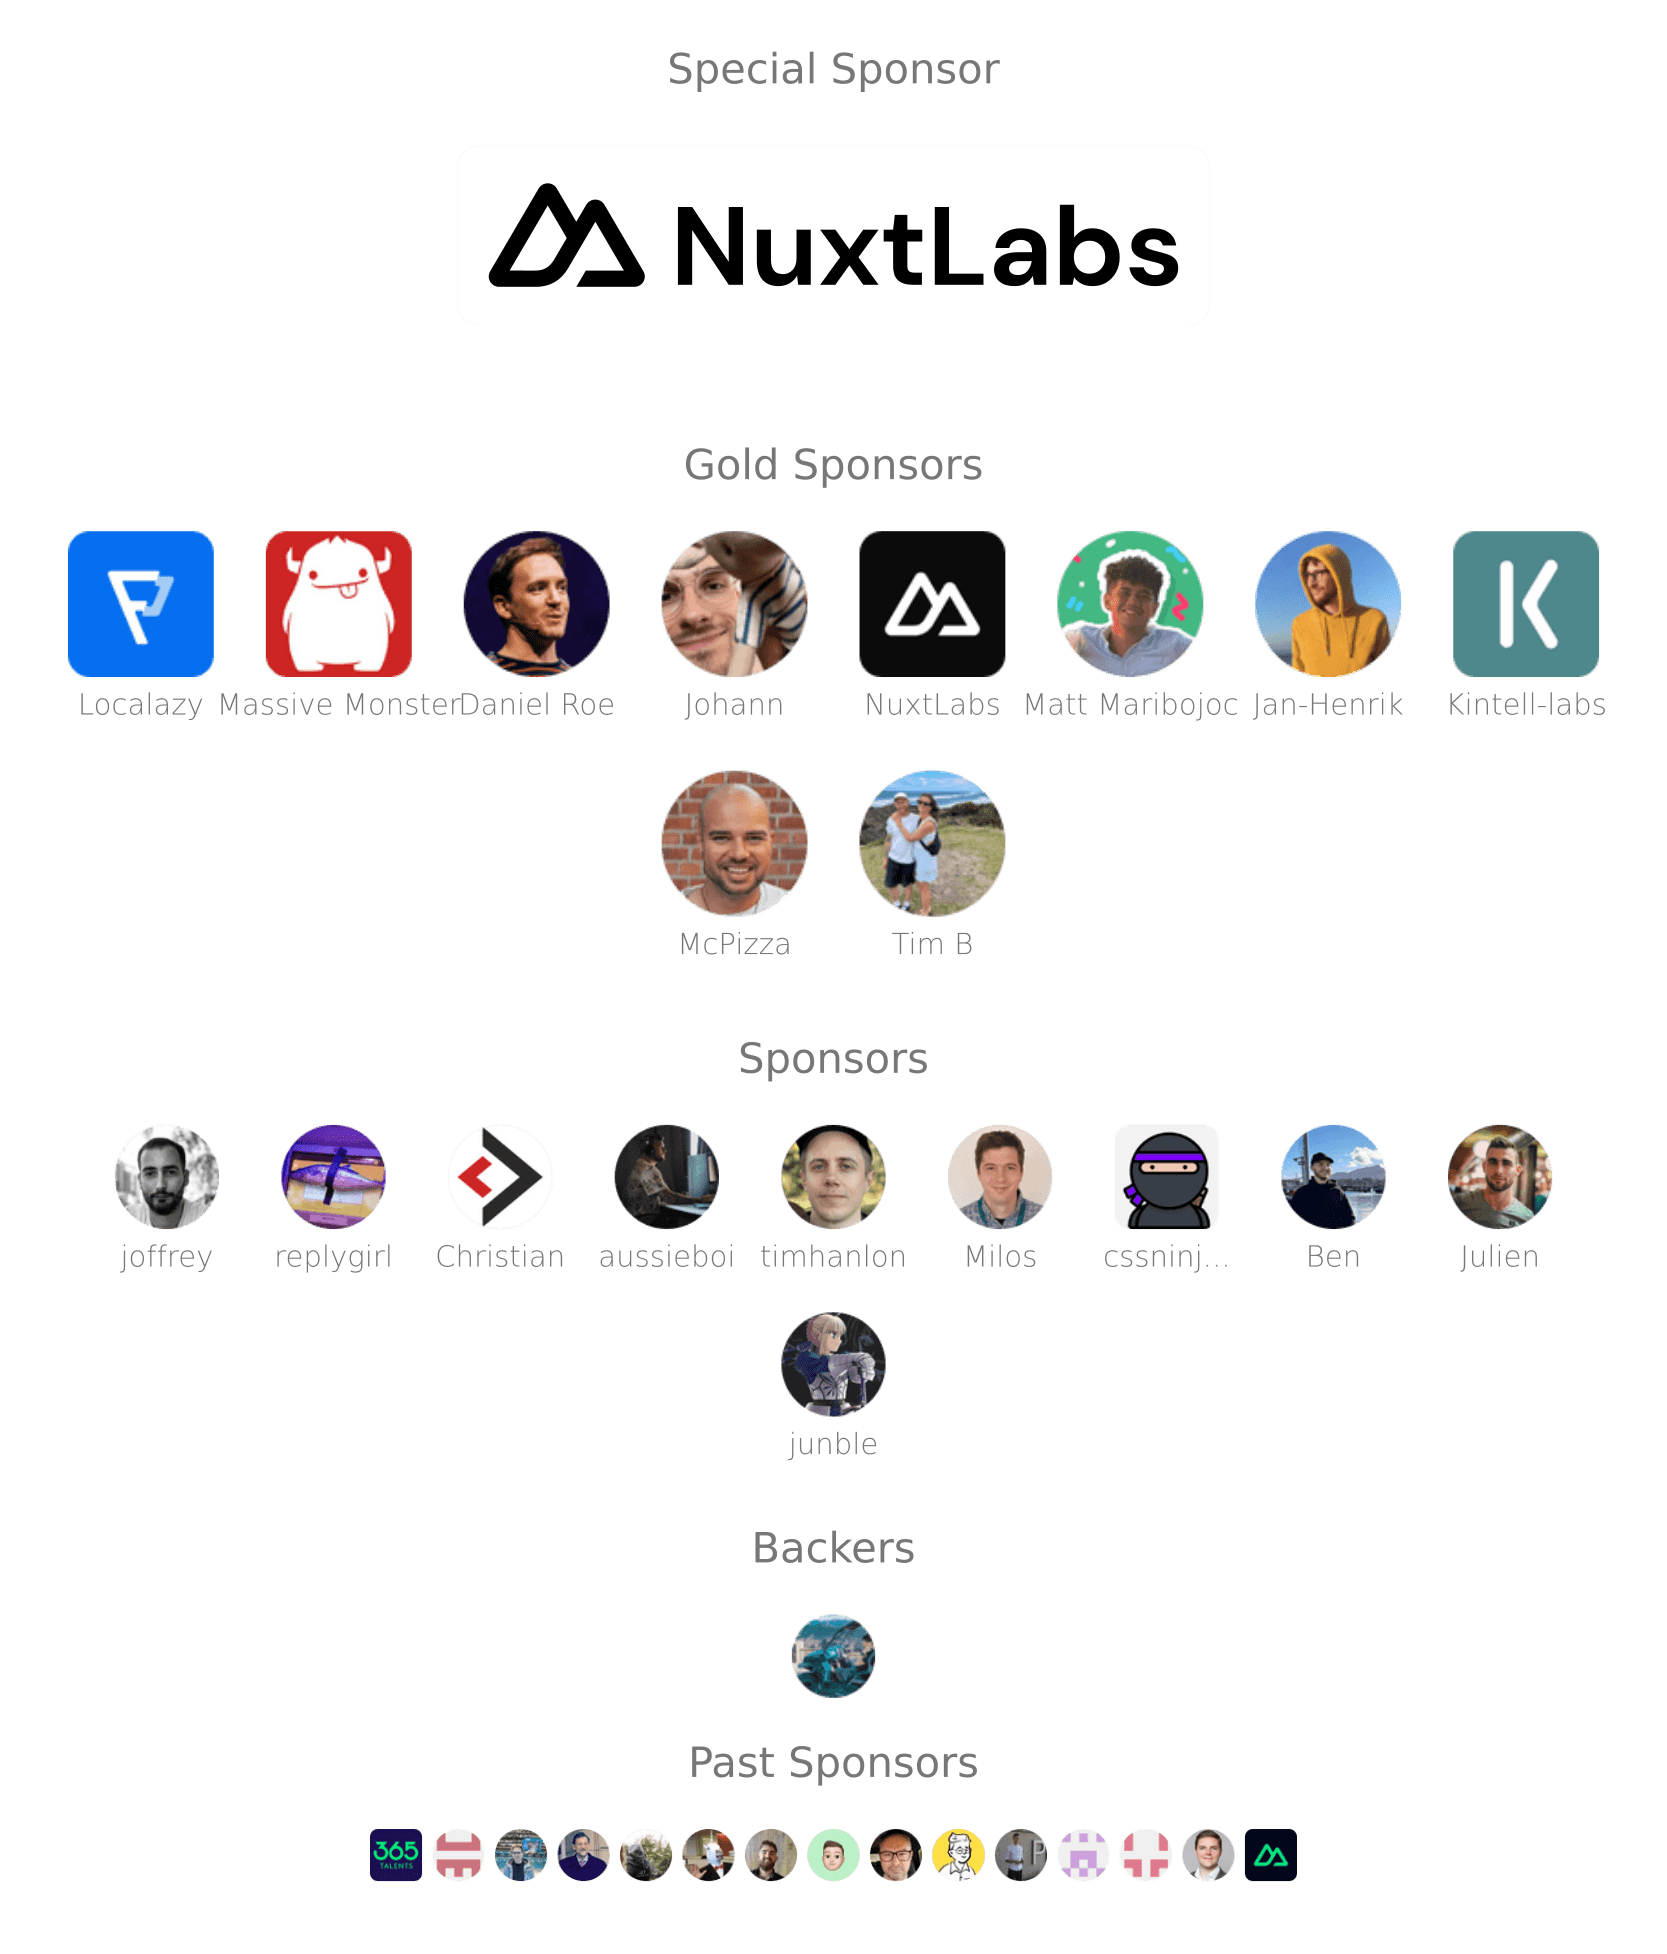 Special Sponsor
NuxtLabs
Gold Sponsors
Localazy Massive Monster Daniel Roe Johann NuxtLabs Matt Maribojoc Jan-Henrik Kintell-labs
McPizza Tim B
Sponsors
joffrey replygirl Christian aussieboi timhanlon Milos cssninj... Ben Julien
junble
Backers
Past Sponsors
365
TALENTS
P